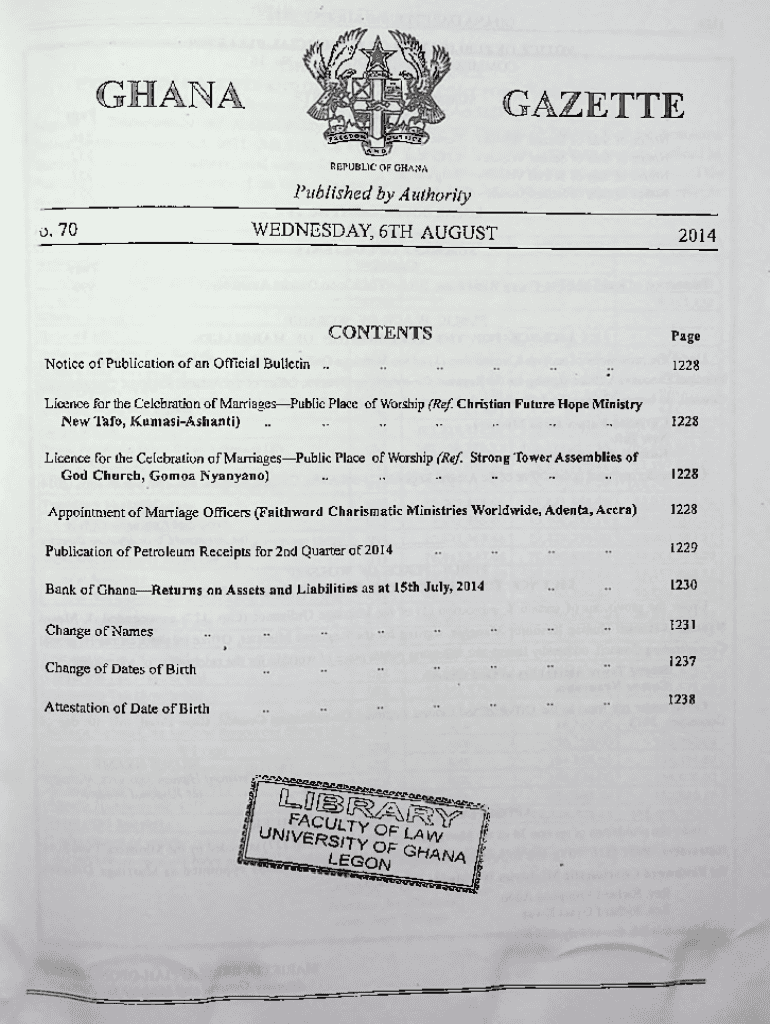 GHANA GAZETTE
FREEDOM AND JUSTICE
REPUBLIC OF GHANA
Published by Authority
o. 70 WEDNESDAY, 6TH AUGUST 2014
CONTENTS Page
Notice of Publication of an Official Bulletin .. .. .. .. .. .. 1228
Licence for the Celebration of Marriages—Public Place of Worship (Ref. Christian Future Hope Ministry
New Tafo, Kumasi-Ashanti) .. .. .. .. .. .. .. 1228
Licence for the Celebration of Marriages—Public Place of Worship (Ref. Strong Tower Assemblies of
God Church, Gomoa Nyanyano) .. .. .. .. .. .. 1228
Appointment of Marriage Officers (Faithword Charismatic Ministries Worldwide, Adenta, Accra) 1228
Publication of Petroleum Receipts for 2nd Quarter of 2014 .. .. .. .. 1229
Bank of Ghana—Returns on Assets and Liabilities as at 15th July, 2014 .. .. 1230
Change of Names .. .. .. .. .. .. .. .. 1231
Change of Dates of Birth .. .. .. .. .. .. .. 1237
Attestation of Date of Birth .. .. .. .. .. .. .. 1238
LIBRARY
FACULTY OF LAW
UNIVERSITY OF GHANA
LEGON